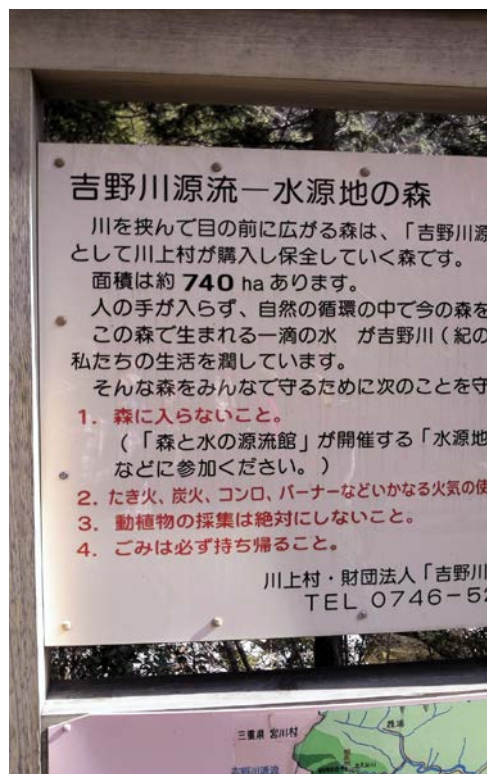 吉野川源流―水源地の森
川を挟んで目の前に広がる森は、「吉野川源
として川上村が購入し保全していく森です。
面積は約 740 ha あります。
人の手が入らず、自然の循環の中で今の森を
この森で生まれる一滴の水　が吉野川（紀の
私たちの生活を潤しています。
そんな森をみんなで守るために次のことを守
1. 森に入らないこと。
（「森と水の源流館」が開催する「水源地
などに参加ください。）
2. たき火、炭火、コンロ、バーナーなどいかなる火気の使
3. 動植物の採集は絶対にしないこと。
4. ごみは必ず持ち帰ること。
川上村・財団法人「吉野川
TEL 0746-52
三重県 宮川村